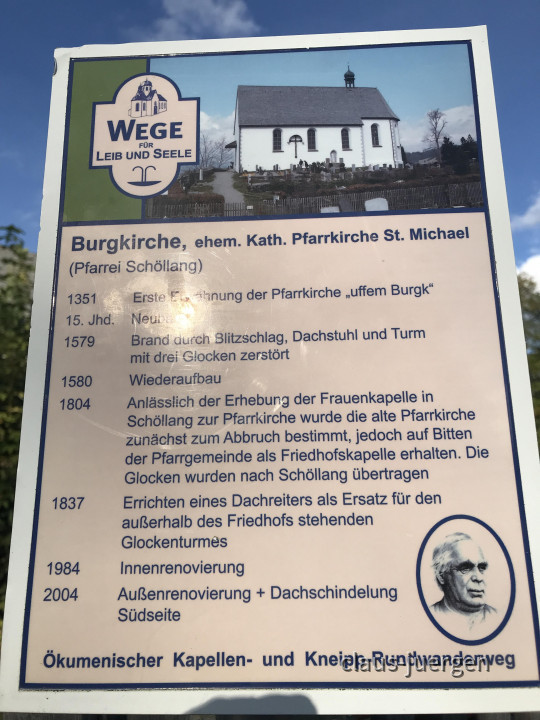 WEGE
FÜR
LEIB UND SEELE
Burgkirche, ehem. Kath. Pfarrkirche St. Michael
(Pfarrei Schöllang)
1351 Erste Erwähnung der Pfarrkirche „uffem Burgk“
15. Jhd.
1579 Brand durch Blitzschlag, Dachstuhl und Turm
mit drei Glocken zerstört
1580 Wiederaufbau
1804 Anlässlich der Erhebung der Frauenkapelle in
Schöllang zur Pfarrkirche wurde die alte Pfarrkirche
zunächst zum Abbruch bestimmt, jedoch auf Bitten
der Pfarrgemeinde als Friedhofskapelle erhalten. Die
Glocken wurden nach Schöllang übertragen
1837 Errichten eines Dachreiters als Ersatz für den
außerhalb des Friedhofs stehenden
Glockenturmes
1984 Innenrenovierung
2004 Außenrenovierung + Dachschindelung
Südseite
Ökumenischer Kapellen- und Kneipp-Rundwanderweg
claus-juergen